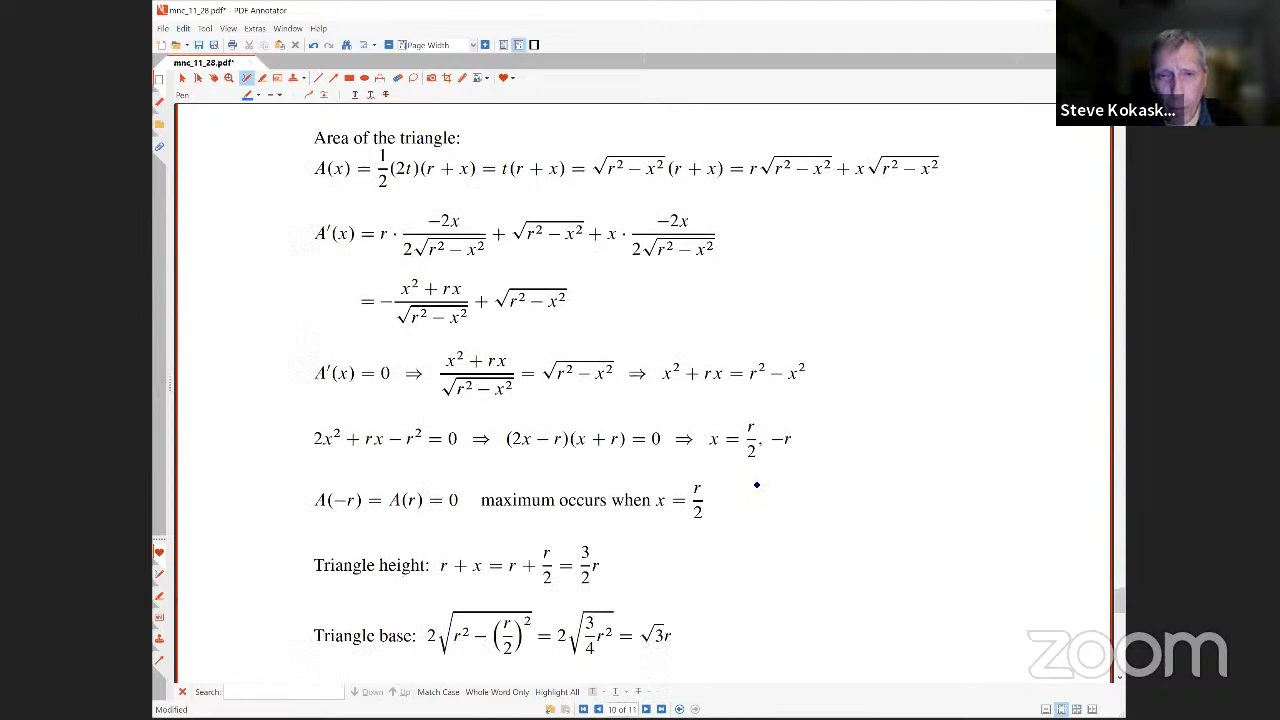 mnc_11_28.pdf* - PDF Annotator
File Edit Tool View Extras Window Help
Page Width
mnc_11_28.pdf*
Pen
Steve Kokask...
Area of the triangle:
A(x) = 1/2 (2t)(r + x) = t(r + x) = √(r² − x²) (r + x) = r√(r² − x²) + x√(r² − x²)
A′(x) = r · −2x / 2√(r² − x²) + √(r² − x²) + x · −2x / 2√(r² − x²)
= − (x² + rx) / √(r² − x²) + √(r² − x²)
A′(x) = 0 ⇒ (x² + rx) / √(r² − x²) = √(r² − x²) ⇒ x² + rx = r² − x²
2x² + rx − r² = 0 ⇒ (2x − r)(x + r) = 0 ⇒ x = r/2, −r
A(−r) = A(r) = 0 maximum occurs when x = r/2
Triangle height: r + x = r + r/2 = 3/2 r
Triangle base: 2√(r² − (r/2)²) = 2√(3/4 r²) = √3r
zoom
Search: Down Up Match Case Whole Word Only Highlight All
Modified 10 of 11